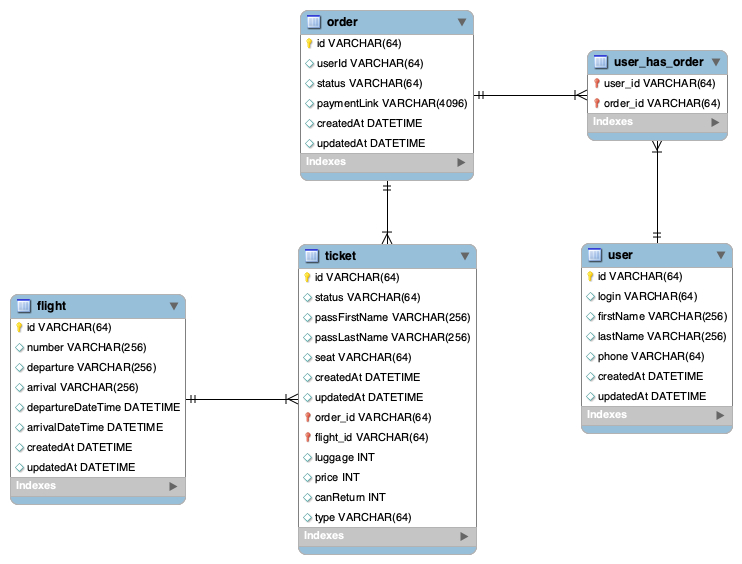 order
id VARCHAR(64)
userId VARCHAR(64)
status VARCHAR(64)
paymentLink VARCHAR(4096)
createdAt DATETIME
updatedAt DATETIME
Indexes
user_has_order
user_id VARCHAR(64)
order_id VARCHAR(64)
Indexes
ticket
id VARCHAR(64)
status VARCHAR(64)
passFirstName VARCHAR(256)
passLastName VARCHAR(256)
seat VARCHAR(64)
createdAt DATETIME
updatedAt DATETIME
order_id VARCHAR(64)
flight_id VARCHAR(64)
luggage INT
price INT
canReturn INT
type VARCHAR(64)
Indexes
user
id VARCHAR(64)
login VARCHAR(64)
firstName VARCHAR(256)
lastName VARCHAR(256)
phone VARCHAR(64)
createdAt DATETIME
updatedAt DATETIME
Indexes
flight
id VARCHAR(64)
number VARCHAR(256)
departure VARCHAR(256)
arrival VARCHAR(256)
departureDateTime DATETIME
arrivalDateTime DATETIME
createdAt DATETIME
updatedAt DATETIME
Indexes